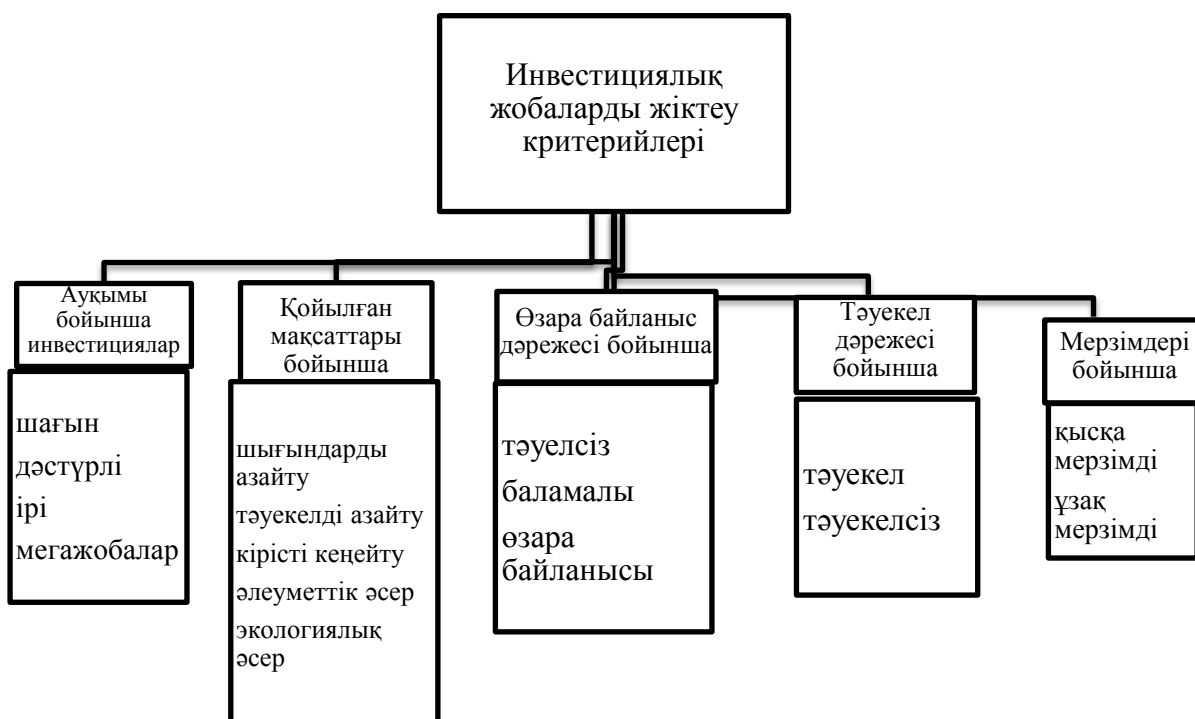 Инвестициялық
жобаларды жіктеу
критерийлері
Ауқымы
бойынша
инвестициялар
шағын
дәстүрлі
ірі
мегажобалар
Қойылған
мақсаттары
бойынша
шығындарды
азайту
тәуекелді азайту
кірісті кеңейту
әлеуметтік әсер
экологиялық
әсер
Өзара байланыс
дәрежесі бойынша
тәуелсіз
баламалы
өзара
байланысы
Тәуекел
дәрежесі
бойынша
тәуекел
тәуекелсіз
Мерзімдері
бойынша
қысқа
мерзімді
ұзақ
мерзімді